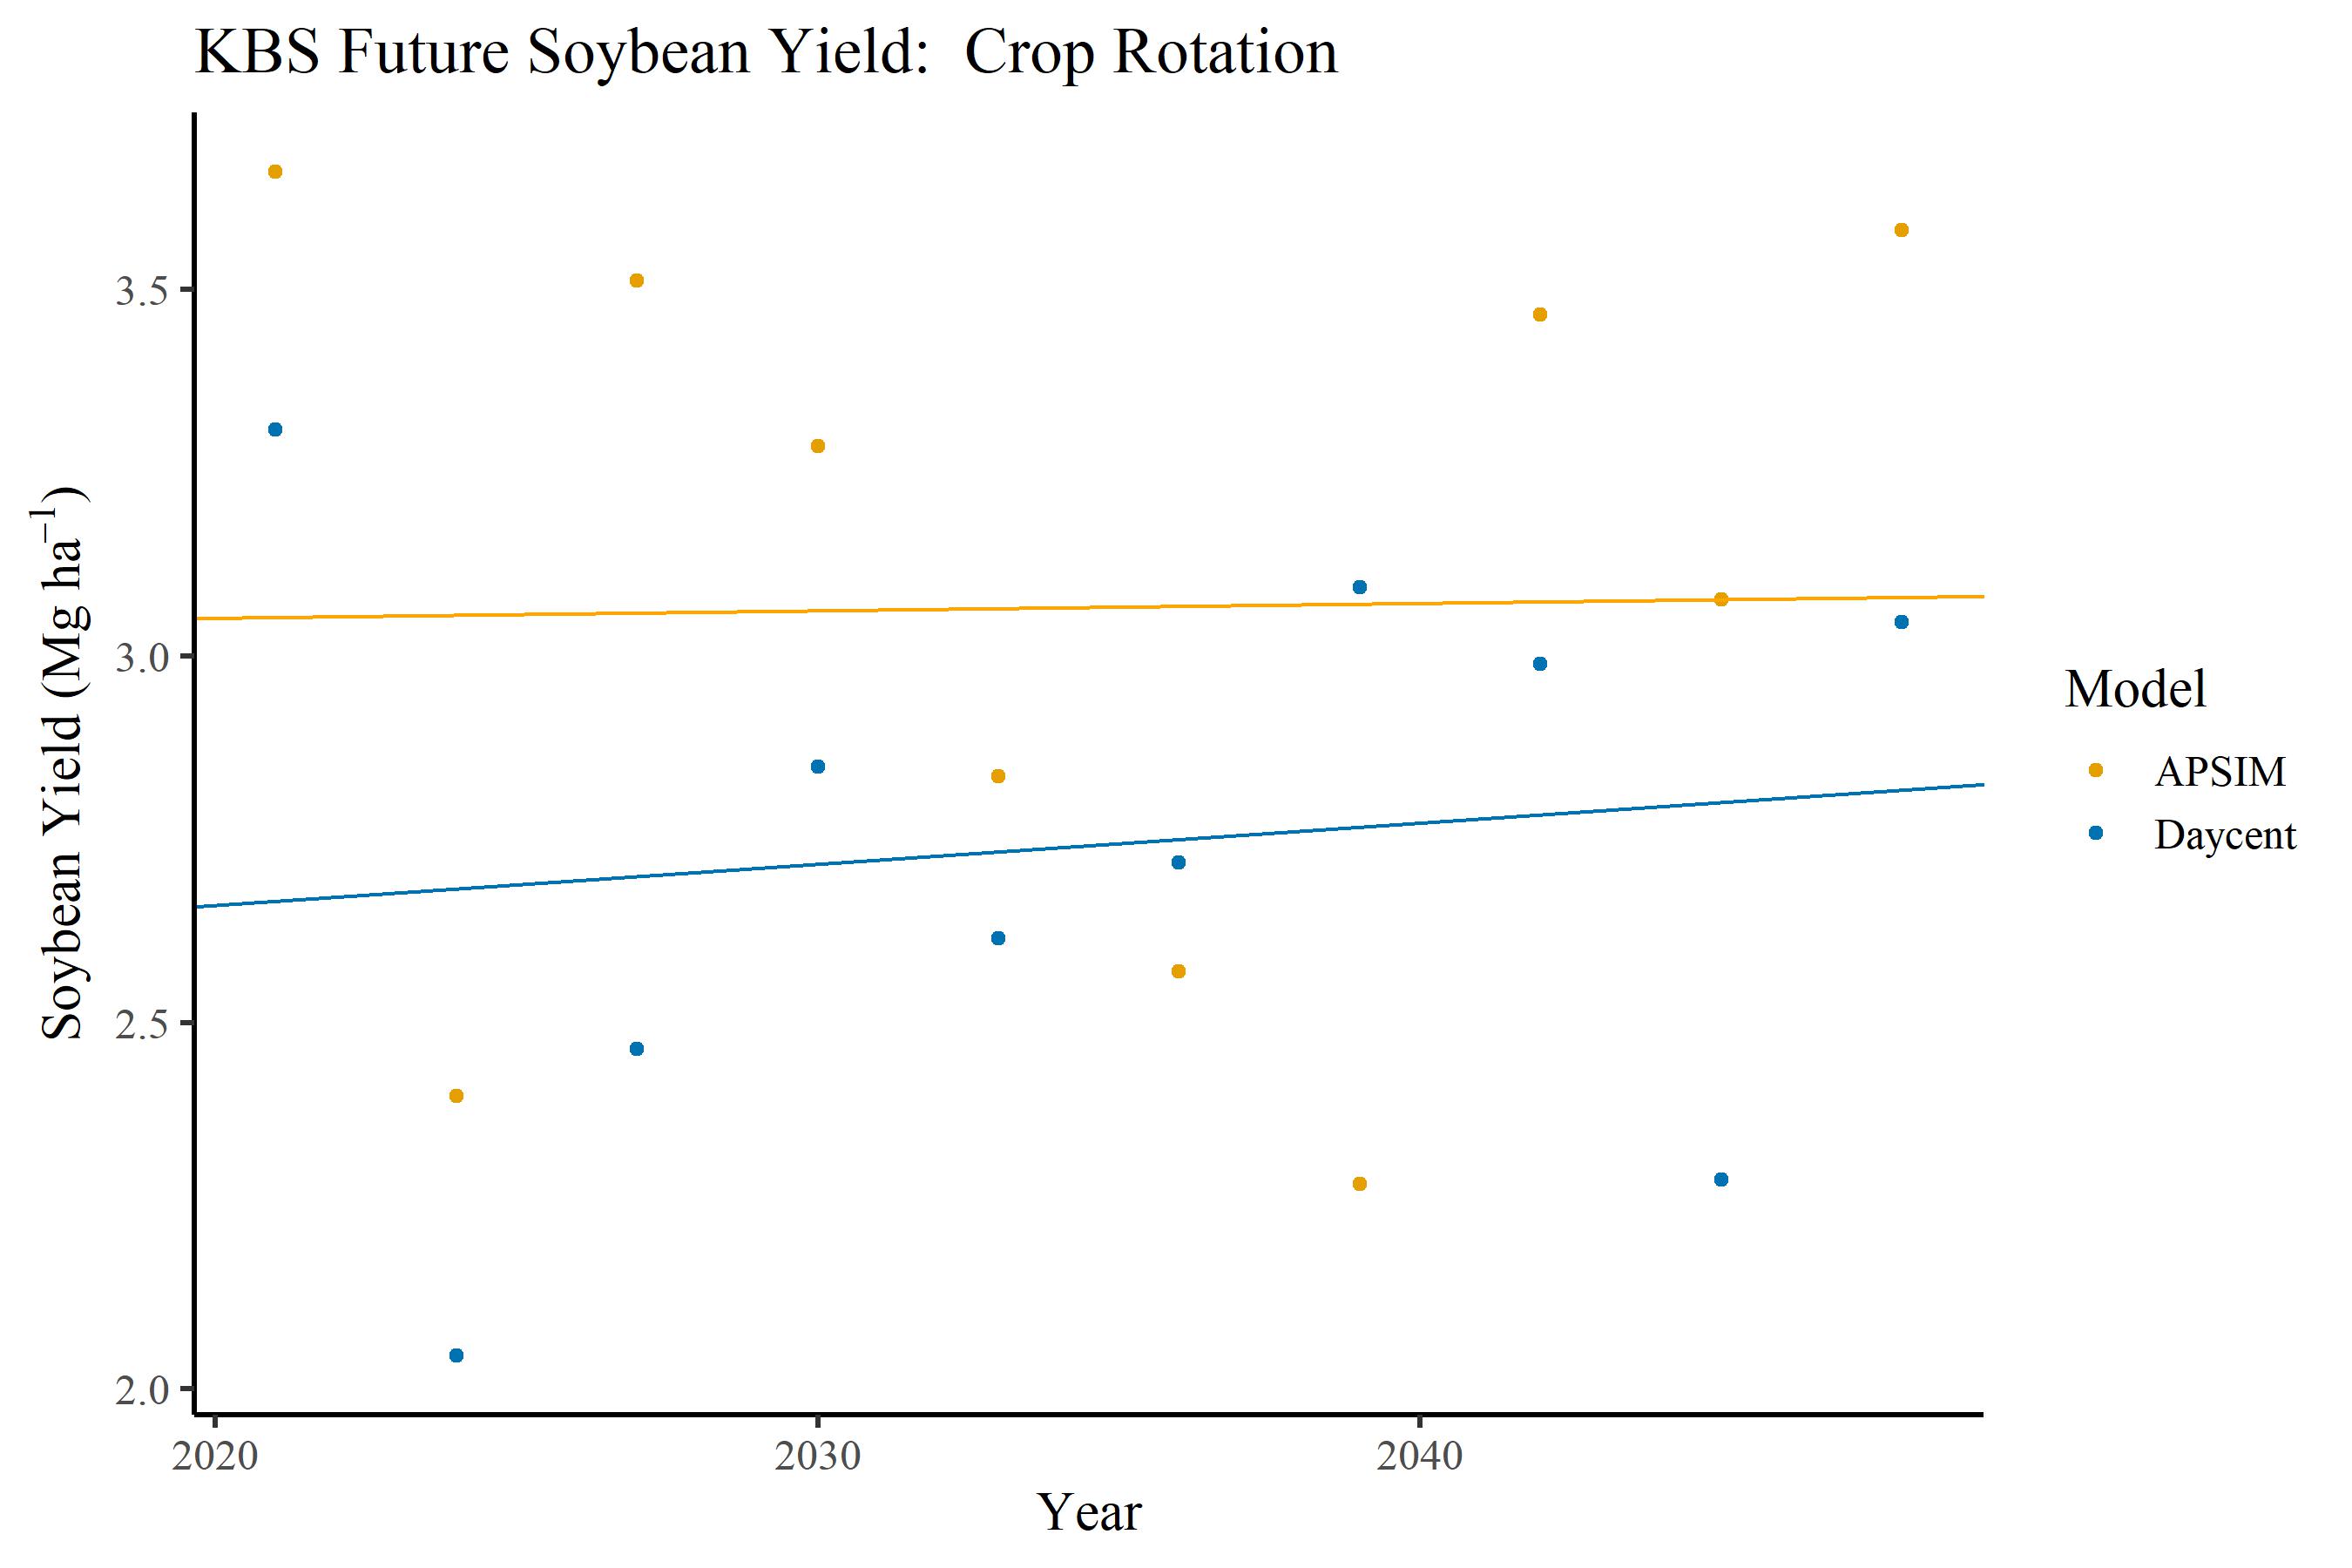 KBS Future Soybean Yield:  Crop Rotation
Soybean Yield (Mg ha⁻¹)
3.5
3.0
2.5
2.0
2020 2030 2040
Year
Model
APSIM
Daycent